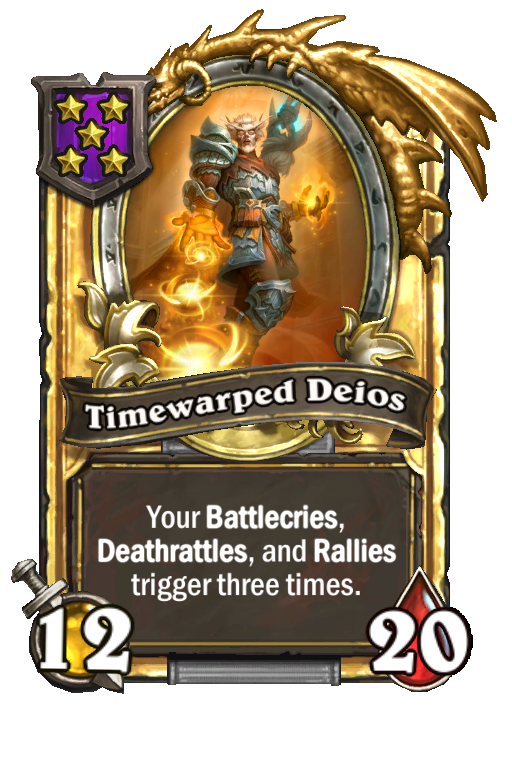 Timewarped Deios
Your Battlecries,
Deathrattles, and Rallies
trigger three times.
12
20